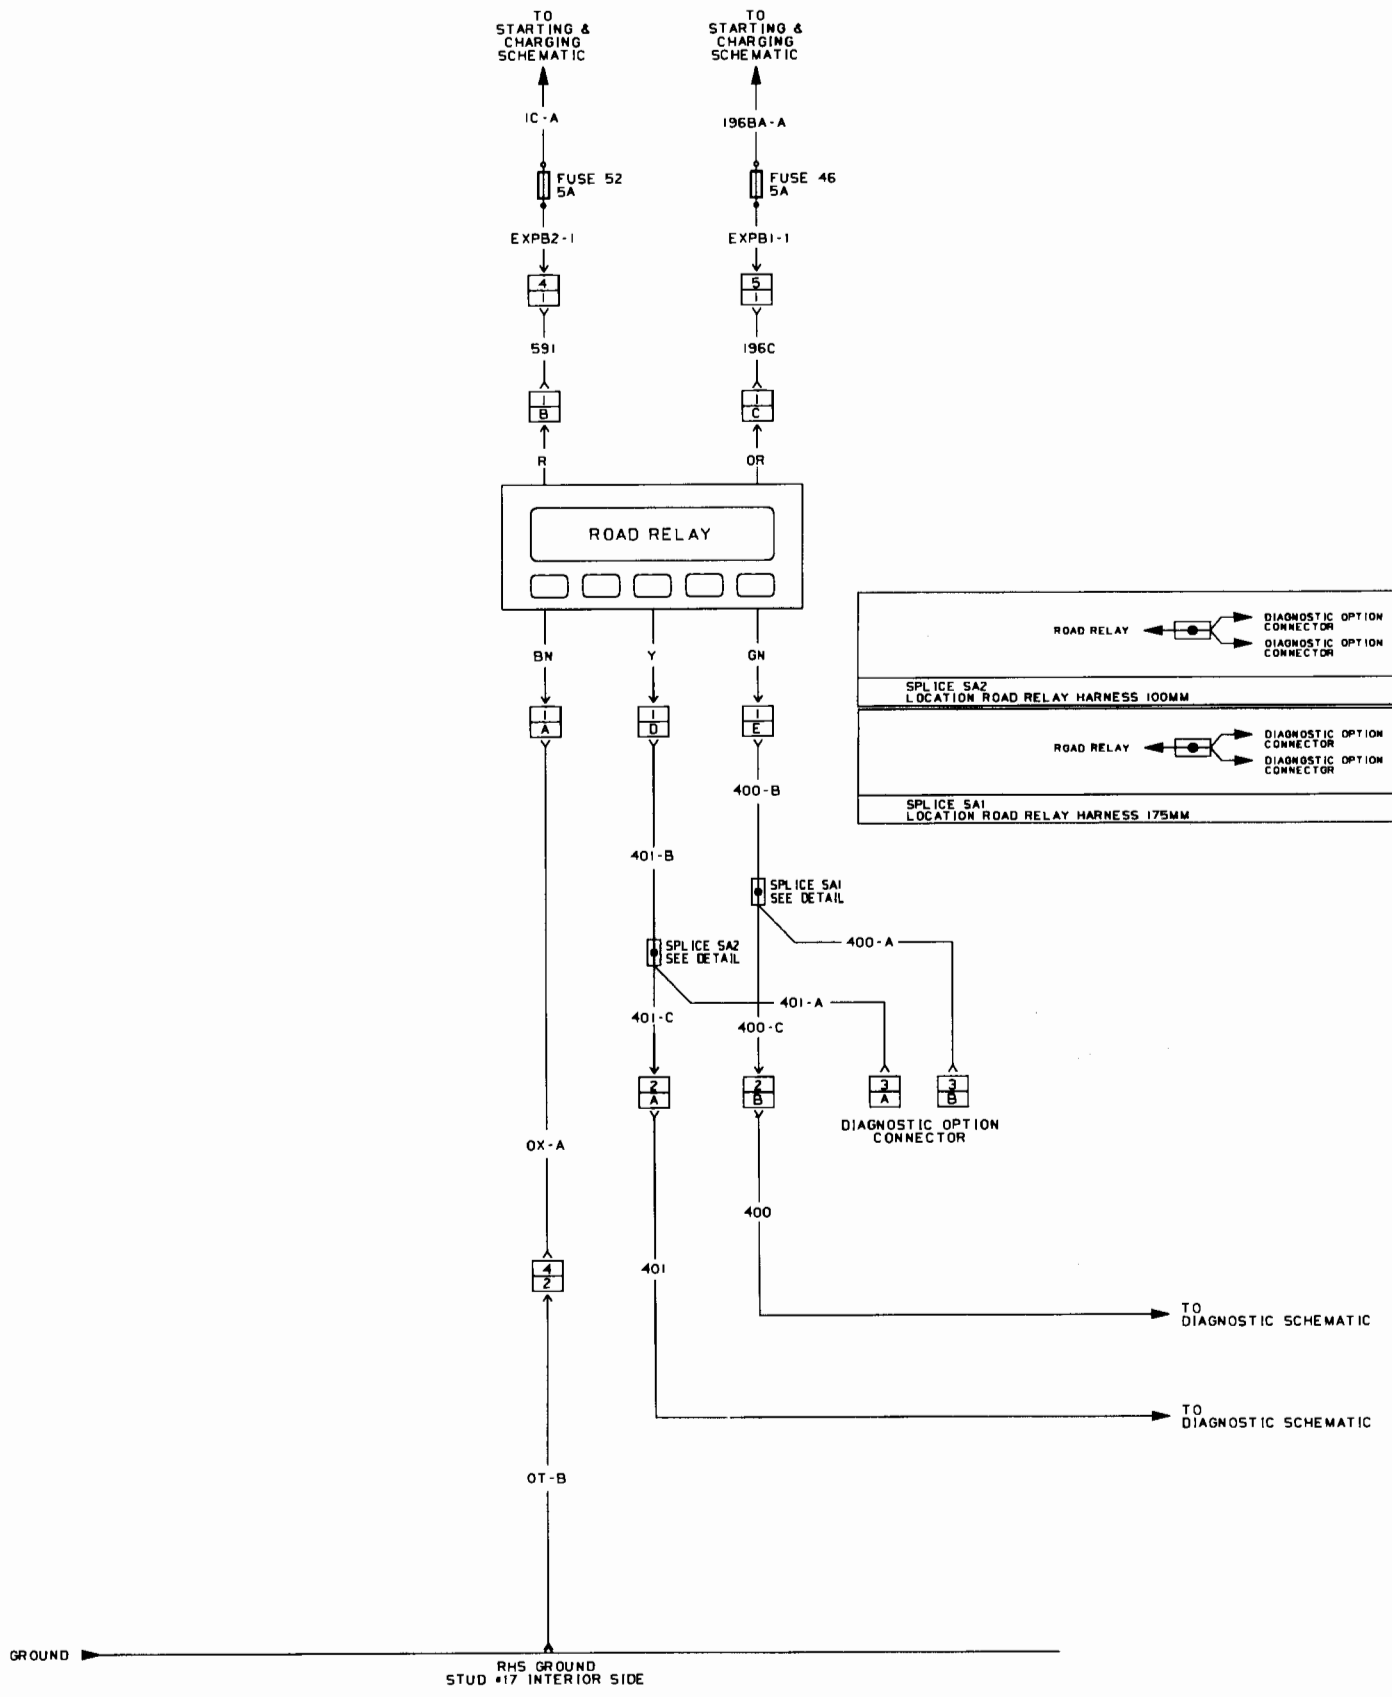 TO
STARTING &
CHARGING
SCHEMATIC
TO
STARTING &
CHARGING
SCHEMATIC
1C-A
196BA-A
FUSE 52
5A
FUSE 46
5A
EXPB2-1
EXPB1-1
4
1
5
1
591
196C
1
B
1
C
R
OR
ROAD RELAY
BN
Y
GN
1
A
1
D
1
E
ROAD RELAY
DIAGNOSTIC OPTION
CONNECTOR
DIAGNOSTIC OPTION
CONNECTOR
SPLICE SA2
LOCATION ROAD RELAY HARNESS 100MM
ROAD RELAY
DIAGNOSTIC OPTION
CONNECTOR
DIAGNOSTIC OPTION
CONNECTOR
SPLICE SA1
LOCATION ROAD RELAY HARNESS 175MM
400-B
401-B
SPLICE SA1
SEE DETAIL
SPLICE SA2
SEE DETAIL
400-A
401-A
401-C
400-C
2
A
2
B
3
A
3
B
DIAGNOSTIC OPTION
CONNECTOR
OX-A
400
401
4
2
TO
DIAGNOSTIC SCHEMATIC
TO
DIAGNOSTIC SCHEMATIC
OT-B
GROUND
RHS GROUND
STUD #17 INTERIOR SIDE